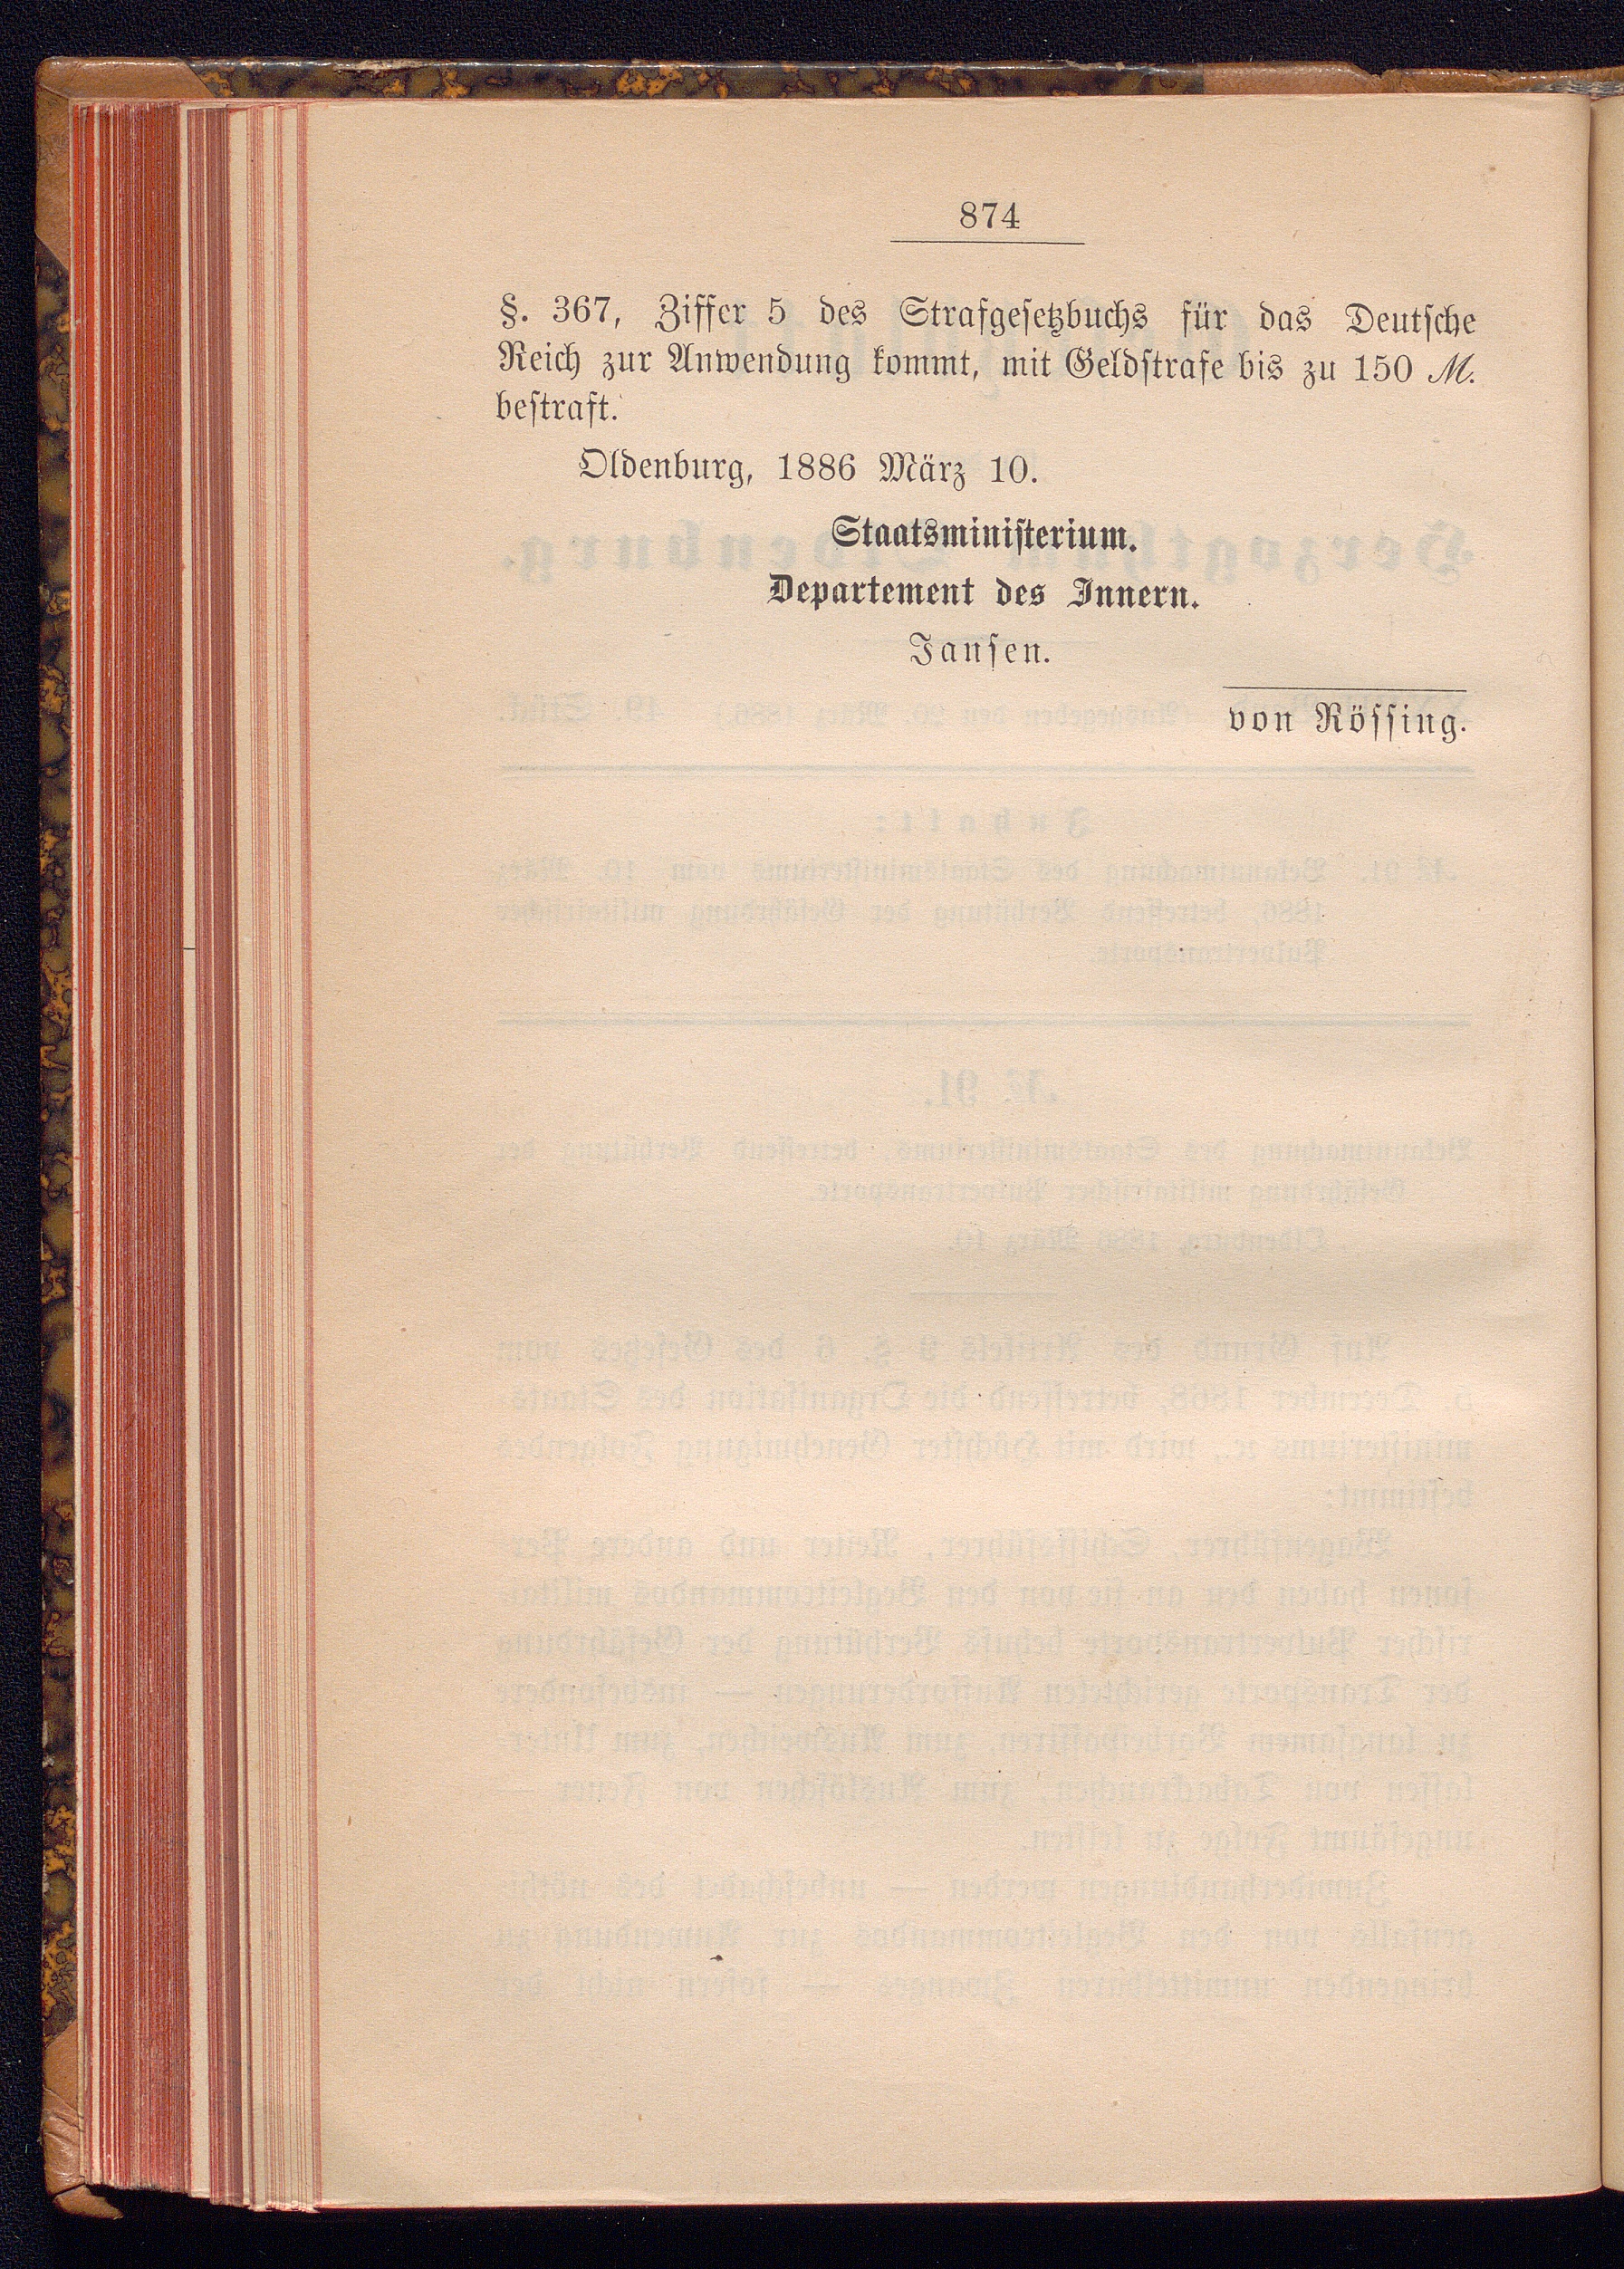 874
§. 367, Ziffer 5 des Strafgesetzbuchs für das Deutsche
Reich zur Anwendung kommt, mit Geldstrafe bis zu 150 M.
bestraft.
Oldenburg, 1886 März 10.
Staatsministerium.
Departement des Innern.
Jansen.
von Rössing.